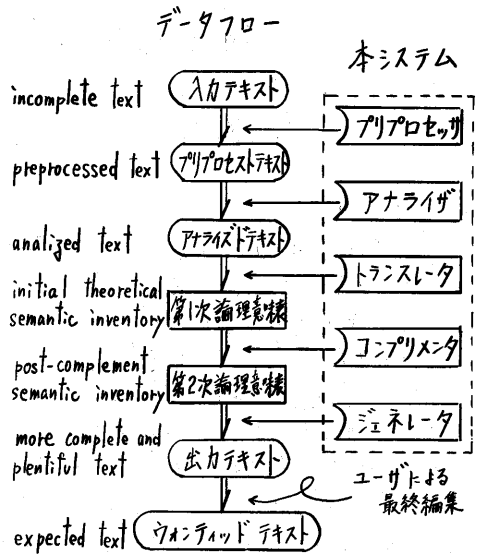 データフロー
本システム
incomplete text
入力テキスト
プリプロセッサ
preprocessed text
プリプロセストテキスト
アナライザ
analized text
アナライズドテキスト
トランスレータ
initial theoretical
semantic inventory
第1次論理意味
コンプリメンタ
post-complement
semantic inventory
第2次論理意味
ジェネレータ
more complete and
plentiful text
出力テキスト
ユーザによる
最終編集
expected text
ウォンティッド テキスト